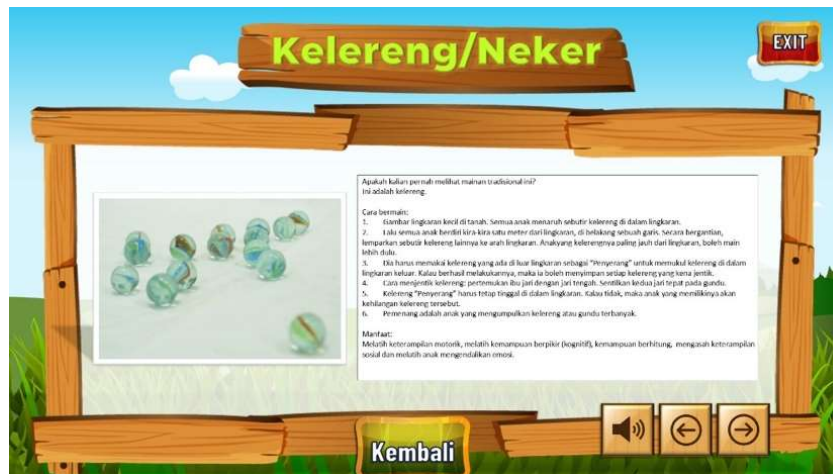 Kelereng/Neker
EXIT
Apakah kalian pernah melihat mainan tradisional ini?
Ini adalah kelereng.
Cara bermain:
1. Gambar lingkaran kecil di tanah. Semua anak menaruh sebutir kelereng di dalam lingkaran.
2. Lalu semua anak berdiri kira-kira satu meter dari lingkaran, di belakang sebuah garis. Secara bergantian,
lemparkan sebutir kelereng lainnya ke arah lingkaran. Anakyang kelerengnya paling jauh dari lingkaran, boleh main
lebih dulu.
3. Dia harus memakai kelereng yang ada di luar lingkaran sebagai "Penyerang" untuk memukul kelereng di dalam
lingkaran keluar. Kalau berhasil melakukannya, maka ia boleh menyimpan setiap kelereng yang kena jentik.
4. Cara menjentik kelereng: pertemukan ibu jari dengan jari tengah. Sentilkan kedua jari tepat pada gundu.
5. Kelereng "Penyerang" harus tetap tinggal di dalam lingkaran. Kalau tidak, maka anak yang memilikinya akan
kehilangan kelereng tersebut.
6. Pemenang adalah anak yang mengumpulkan kelereng atau gundu terbanyak.
Manfaat:
Melatih keterampilan motorik, melatih kemampuan berpikir (kognitif), kemampuan berhitung, mengasah keterampilan
sosial dan melatih anak mengendalikan emosi.
Kembali